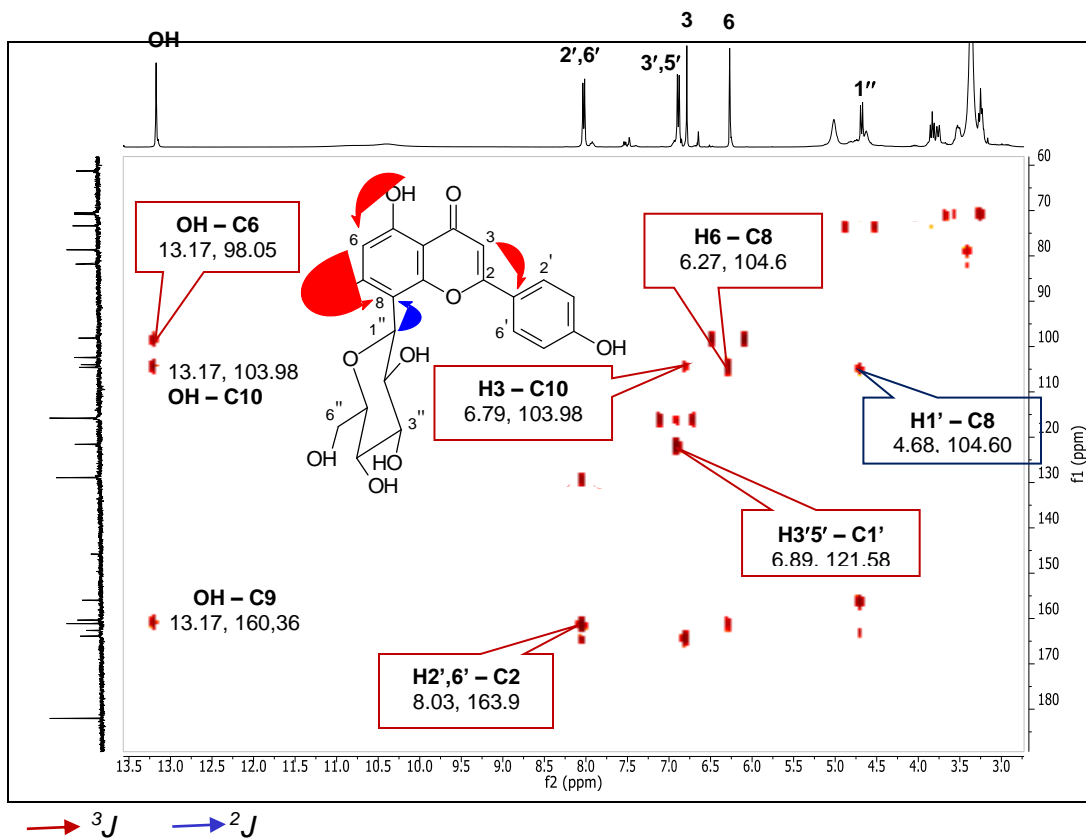 OH
2′,6′
3′,5′
3
6
1″
OH – C6
13.17, 98.05
13.17, 103.98
OH – C10
OH – C9
13.17, 160,36
H3 – C10
6.79, 103.98
H6 – C8
6.27, 104.6
H1' – C8
4.68, 104.60
H3′5′ – C1'
6.89, 121.58
H2',6' – C2
8.03, 163.9
OH
O
6
3
2
2'
8
O
6'
OH
1''
O
OH
6''
3''
OH
HO
OH
60
70
80
90
100
110
120
130
140
150
160
170
180
f1 (ppm)
13.5 13.0 12.5 12.0 11.5 11.0 10.5 10.0 9.5 9.0 8.5 8.0 7.5 7.0 6.5 6.0 5.5 5.0 4.5 4.0 3.5 3.0
f2 (ppm)
³J ²J